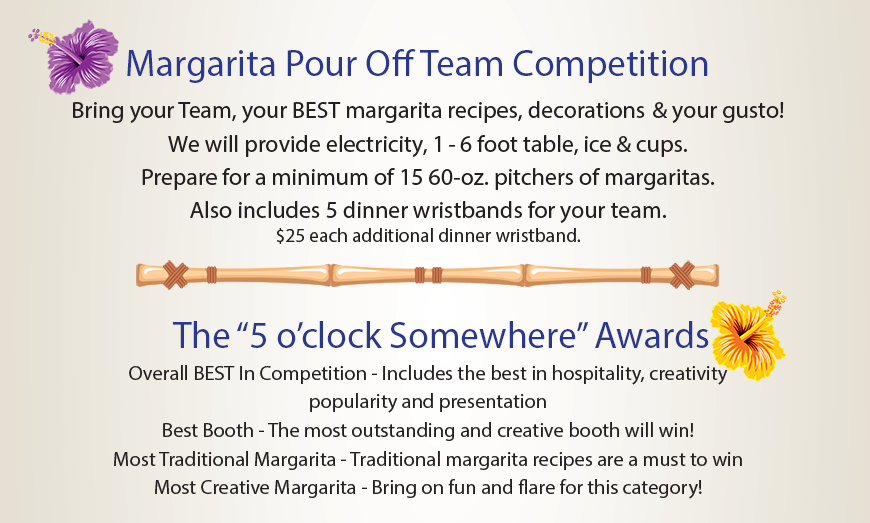 Margarita Pour Off Team Competition
Bring your Team, your BEST margarita recipes, decorations & your gusto!
We will provide electricity, 1 - 6 foot table, ice & cups.
Prepare for a minimum of 15 60-oz. pitchers of margaritas.
Also includes 5 dinner wristbands for your team.
$25 each additional dinner wristband.
The “5 o’clock Somewhere” Awards
Overall BEST In Competition - Includes the best in hospitality, creativity
popularity and presentation
Best Booth - The most outstanding and creative booth will win!
Most Traditional Margarita - Traditional margarita recipes are a must to win
Most Creative Margarita - Bring on fun and flare for this category!